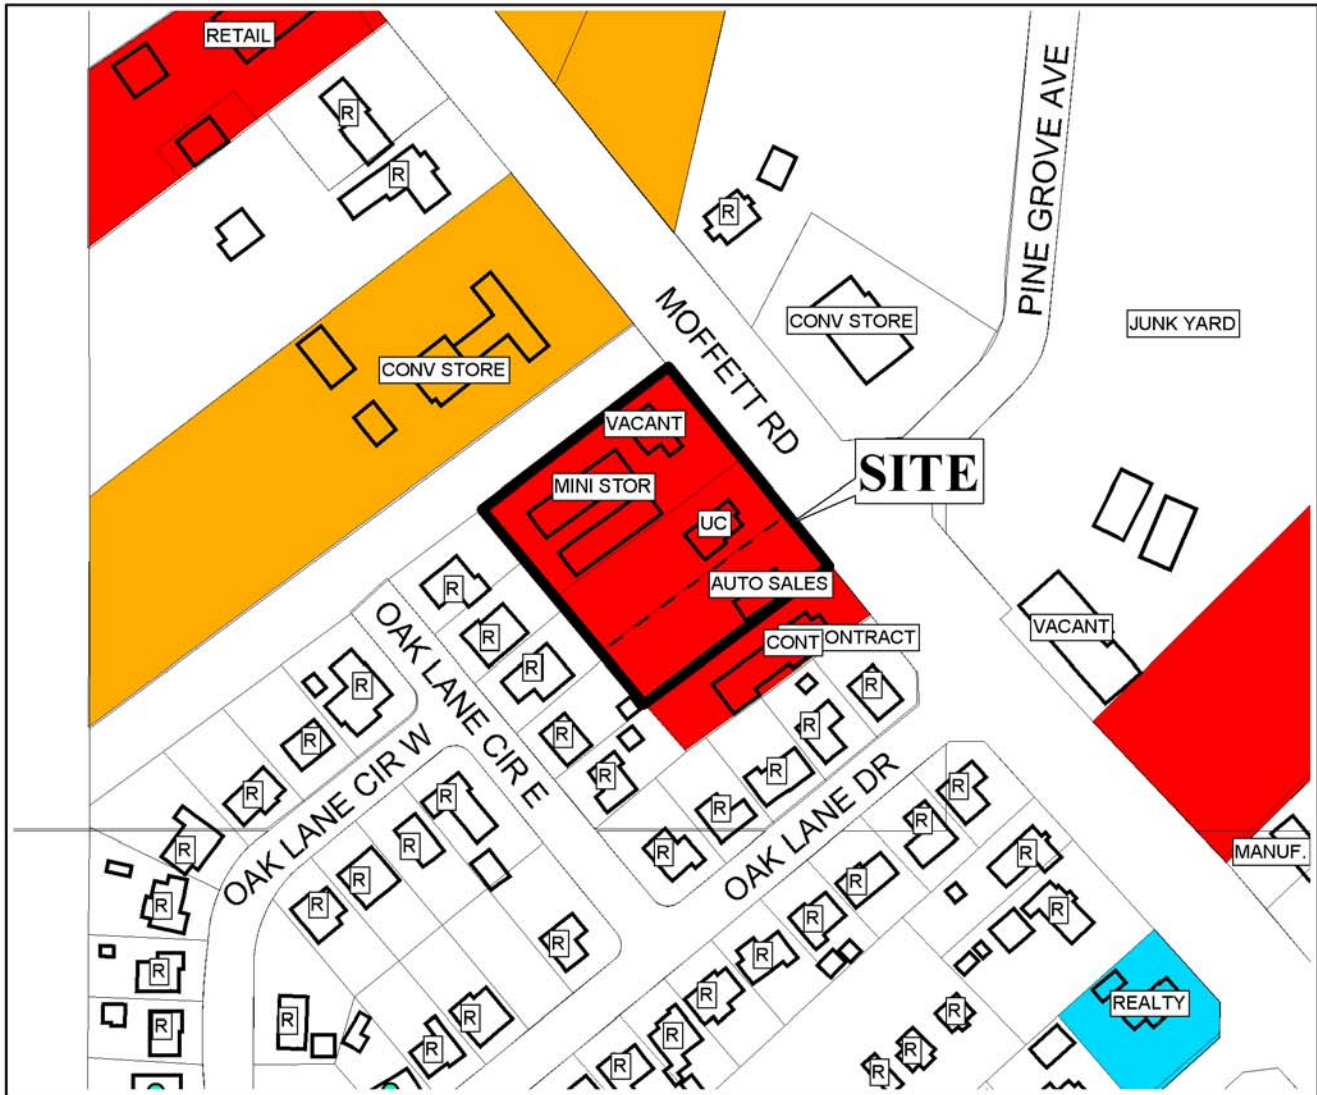 RETAIL
R
R
R
PINE GROVE AVE
MOFFETT RD
CONV STORE
JUNK YARD
CONV STORE
VACANT
SITE
MINI STOR
UC
AUTO SALES
R
OAK LANE CIR E
R
CONT
ONTRACT
VACANT
R
R
R
R
R
R
OAK LANE CIR W
R
R
R
OAK LANE DR
R
R
R
R
R
R
R
R
R
MANUF.
R
R
R
R
R
R
R
R
R
R
R
R
REALTY
R
R
R
R
R
R
R
R
R